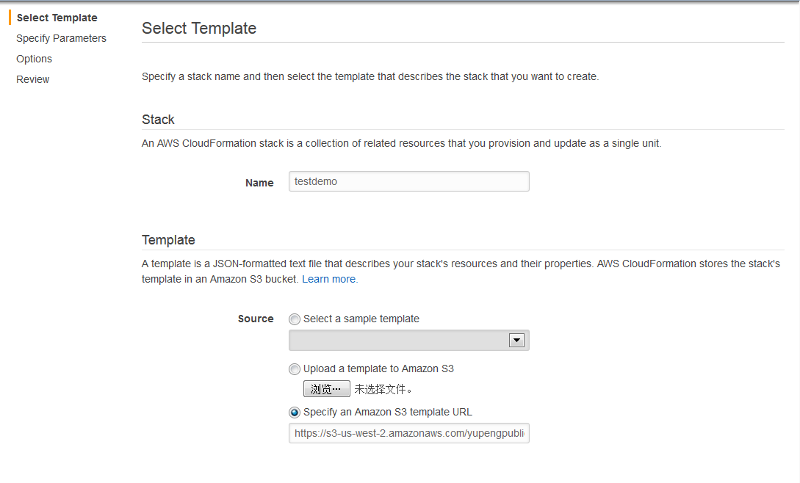 Select Template
Specify Parameters
Options
Review
Select Template
Specify a stack name and then select the template that describes the stack that you want to create.
Stack
An AWS CloudFormation stack is a collection of related resources that you provision and update as a single unit.
Name
testdemo
Template
A template is a JSON-formatted text file that describes your stack's resources and their properties. AWS CloudFormation stores the stack's
template in an Amazon S3 bucket. Learn more.
Source
Select a sample template
Upload a template to Amazon S3
浏览… 未选择文件。
Specify an Amazon S3 template URL
https://s3-us-west-2.amazonaws.com/yupengpubli